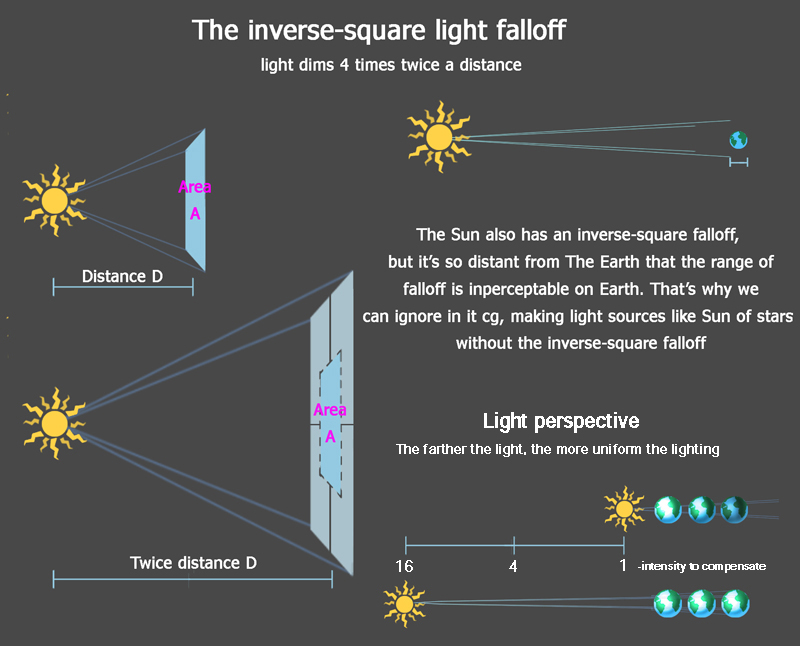 The inverse-square light falloff
light dims 4 times twice a distance
Area
A
Distance D
The Sun also has an inverse-square falloff,
but it's so distant from The Earth that the range of
falloff is inperceptable on Earth. That's why we
can ignore in it cg, making light sources like Sun of stars
without the inverse-square falloff
Area
A
Twice distance D
Light perspective
The farther the light, the more uniform the lighting
16 4 1 -intensity to compensate